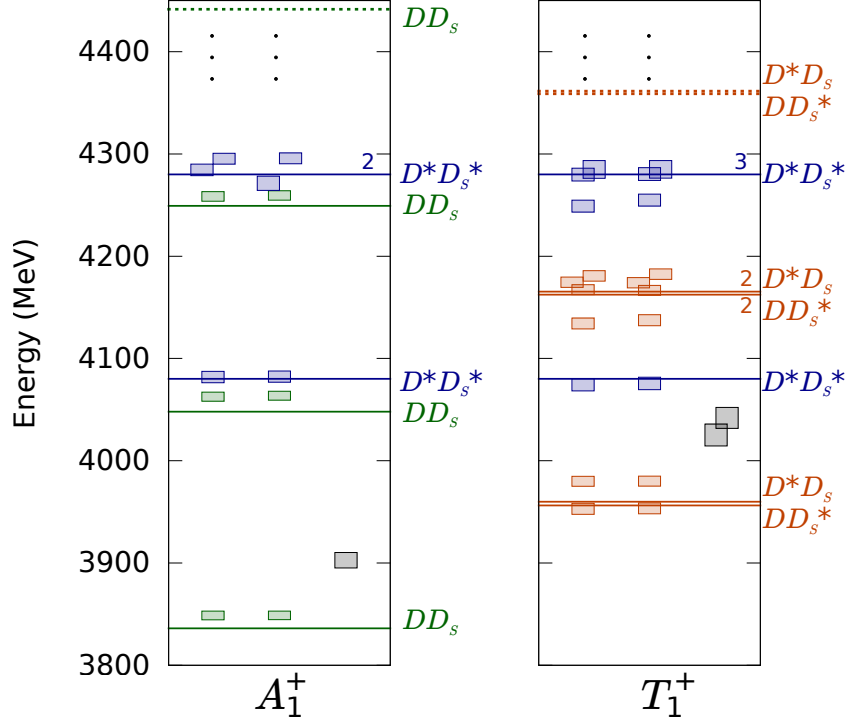 Energy (MeV)
4400
4300
4200
4100
4000
3900
3800
DD_s
2
D*D_s*
DD_s
D*D_s*
DD_s
DD_s
A_1^+
D*D_s
DD_s*
3
D*D_s*
2
D*D_s
2
DD_s*
D*D_s*
D*D_s
DD_s*
T_1^+